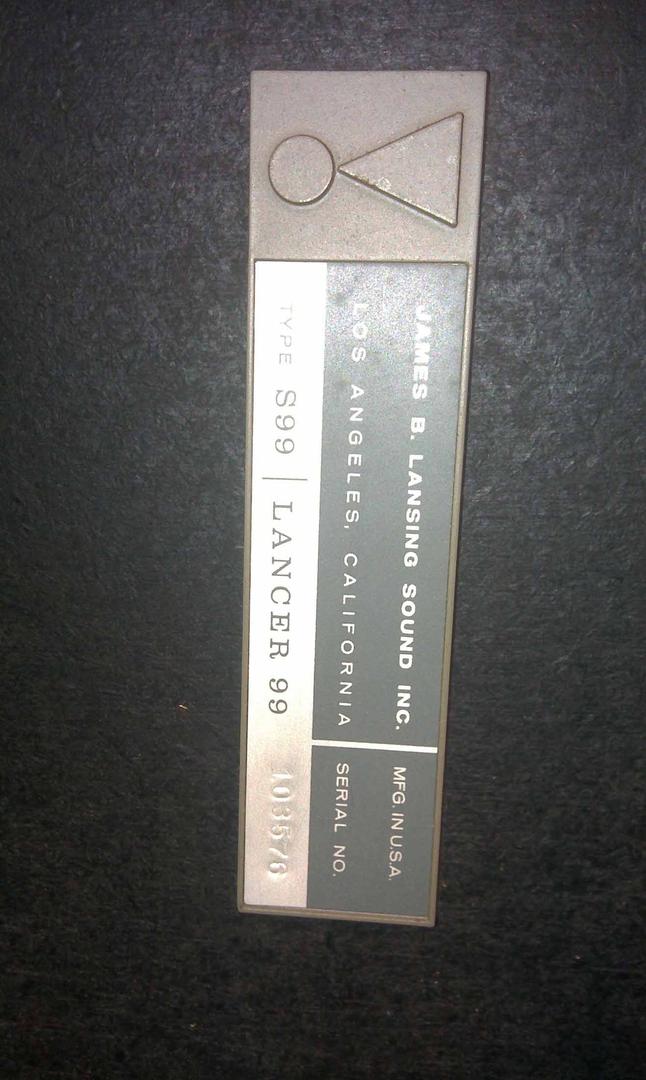 JAMES B. LANSING SOUND INC.
LOS ANGELES, CALIFORNIA
MFG. IN U.S.A.
SERIAL NO.
TYPE S99 | LANCER 99
103576